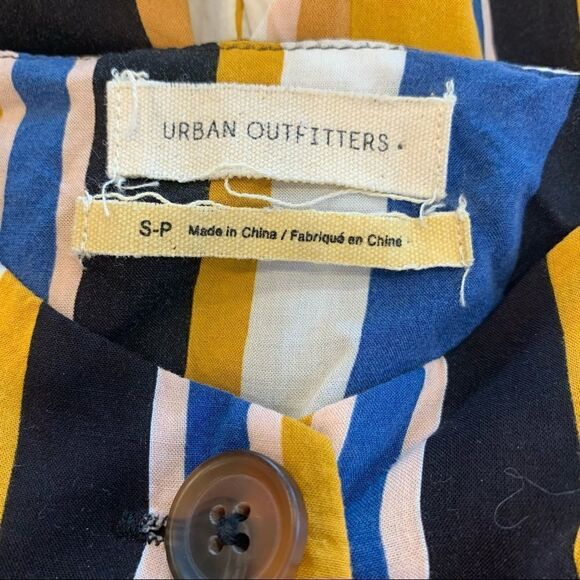 URBAN OUTFITTERS.
S-P Made in China / Fabriqué en Chine